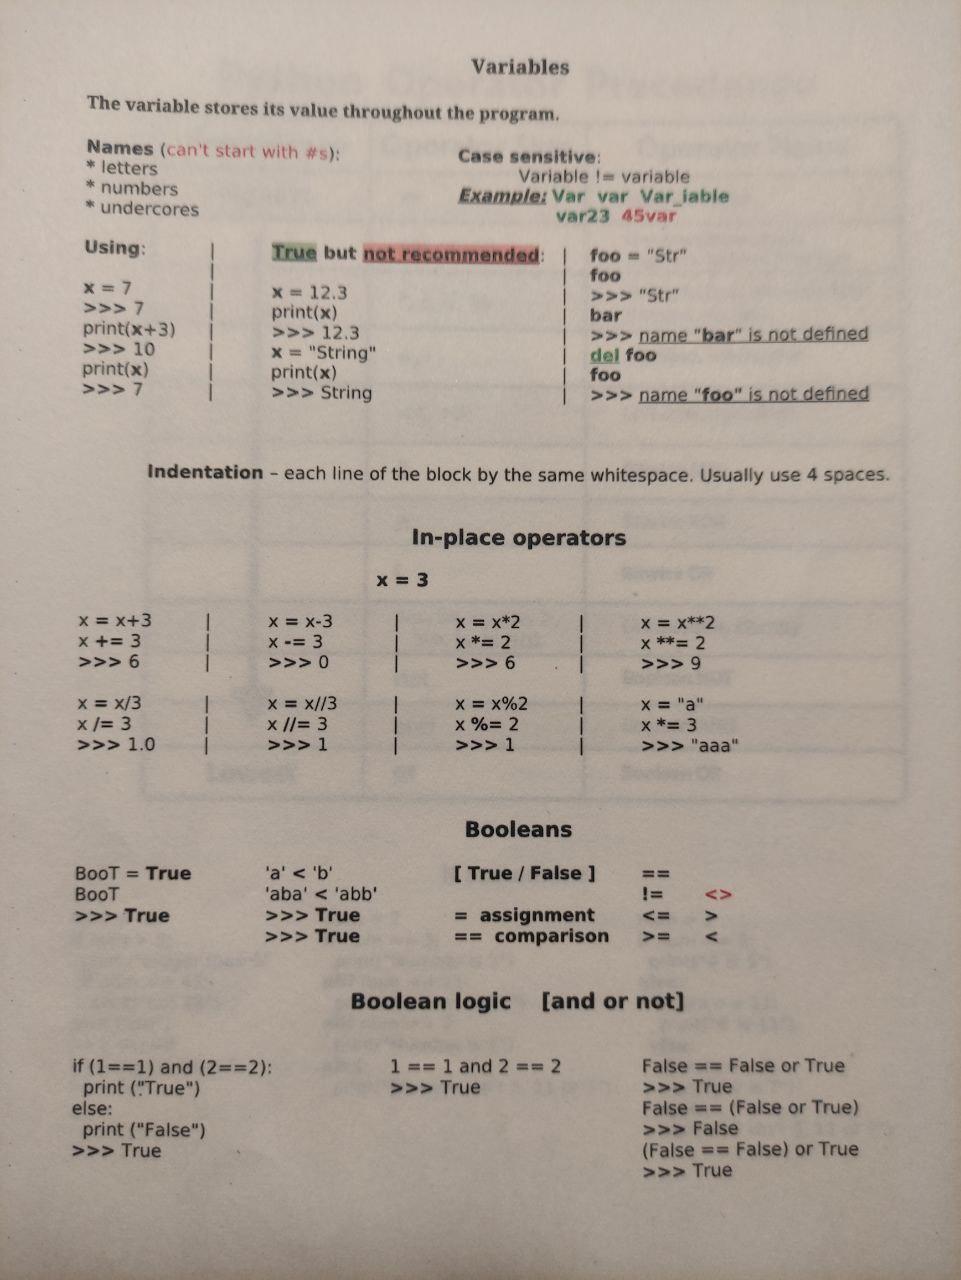 Variables
The variable stores its value throughout the program.
Names (can't start with #s):
* letters
* numbers
* undercores
Case sensitive:
Variable != variable
Example: Var var Var_iable
var23 45var
Using:
x = 7
>>> 7
print(x+3)
>>> 10
print(x)
>>> 7
True but not recommended:
x = 12.3
print(x)
>>> 12.3
x = "String"
print(x)
>>> String
foo = "Str"
foo
>>> "Str"
bar
>>> name "bar" is not defined
del foo
foo
>>> name "foo" is not defined
Indentation – each line of the block by the same whitespace. Usually use 4 spaces.
In-place operators
x = 3
x = x+3 | x = x-3 | x = x*2 | x = x**2
x += 3 | x -= 3 | x *= 2 | x **= 2
>>> 6 | >>> 0 | >>> 6 | >>> 9
x = x/3 | x = x//3 | x = x%2 | x = "a"
x /= 3 | x //= 3 | x %= 2 | x *= 3
>>> 1.0 | >>> 1 | >>> 1 | >>> "aaa"
Booleans
BooT = True
BooT
>>> True
'a' < 'b'
'aba' < 'abb'
>>> True
>>> True
[ True / False ]
= assignment
== comparison
==
!= <>
<= >
>= <
Boolean logic [and or not]
if (1==1) and (2==2):
print ("True")
else:
print ("False")
>>> True
1 == 1 and 2 == 2
>>> True
False == False or True
>>> True
False == (False or True)
>>> False
(False == False) or True
>>> True